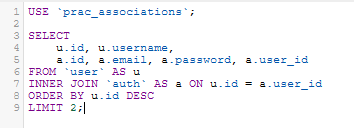 1 USE `prac_associations`;
2
3 SELECT
4 u.id, u.username,
5 a.id, a.email, a.password, a.user_id
6 FROM `user` AS u
7 INNER JOIN `auth` AS a ON u.id = a.user_id
8 ORDER BY u.id DESC
9 LIMIT 2;